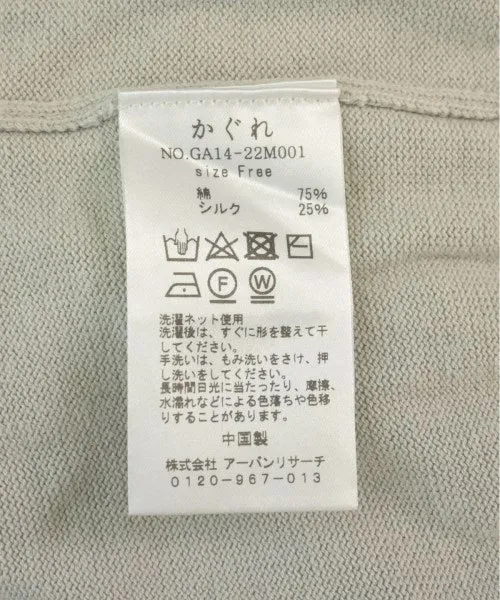 かぐれ
NO.GA14-22M001
size Free
綿 75%
シルク 25%
F W
洗濯ネット使用
洗濯後は、すぐに形を整えて干
してください。
手洗いは、もみ洗いをさけ、押
し洗いをしてください。
長時間日光に当たったり、摩擦、
水濡れなどによる色落ちや色移
りすることがあります。
中国製
株式会社 アーバンリサーチ
0120-967-013